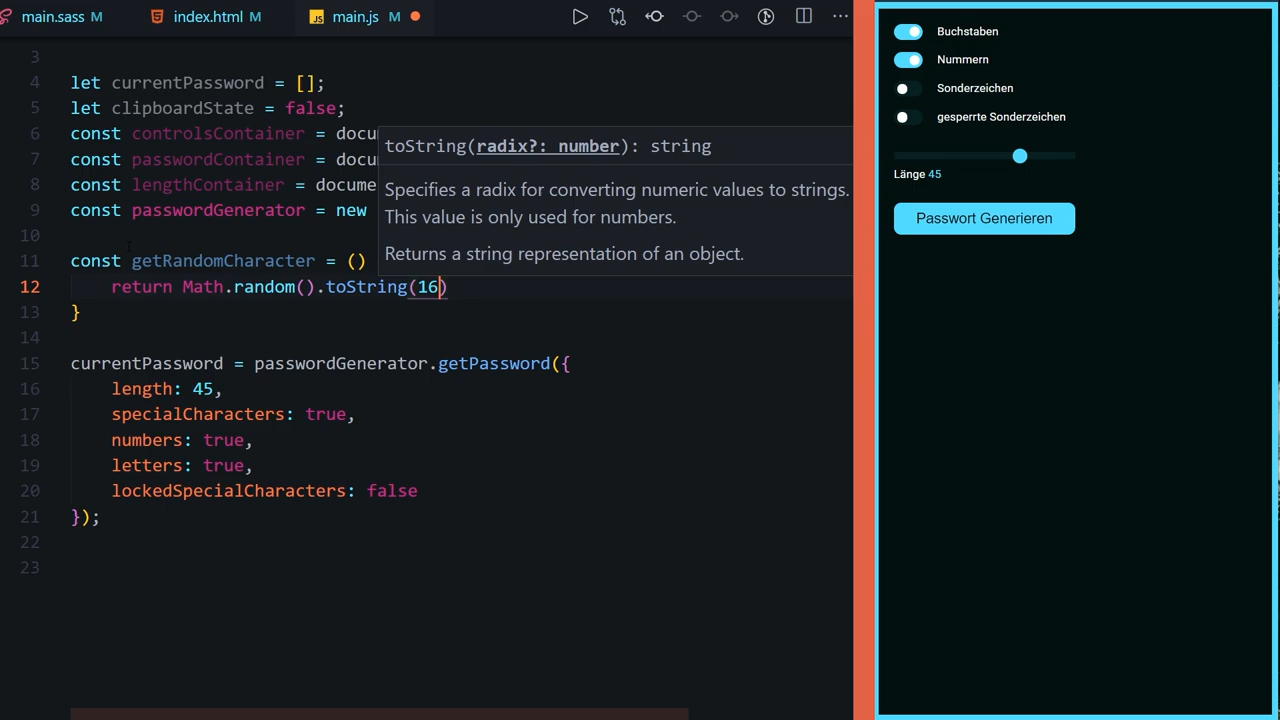 main.sass M
index.html M
JS main.js M
3
4 let currentPassword = [];
5 let clipboardState = false;
6 const controlsContainer = docu
7 const passwordContainer = docu
8 const lengthContainer = docume
9 const passwordGenerator = new
10
11 const getRandomCharacter = ()
12 return Math.random().toString(16)
13 }
14
15 currentPassword = passwordGenerator.getPassword({
16 length: 45,
17 specialCharacters: true,
18 numbers: true,
19 letters: true,
20 lockedSpecialCharacters: false
21 });
22
23
toString(radix?: number): string
Specifies a radix for converting numeric values to strings.
This value is only used for numbers.
Returns a string representation of an object.
Buchstaben
Nummern
Sonderzeichen
gesperrte Sonderzeichen
Länge 45
Passwort Generieren